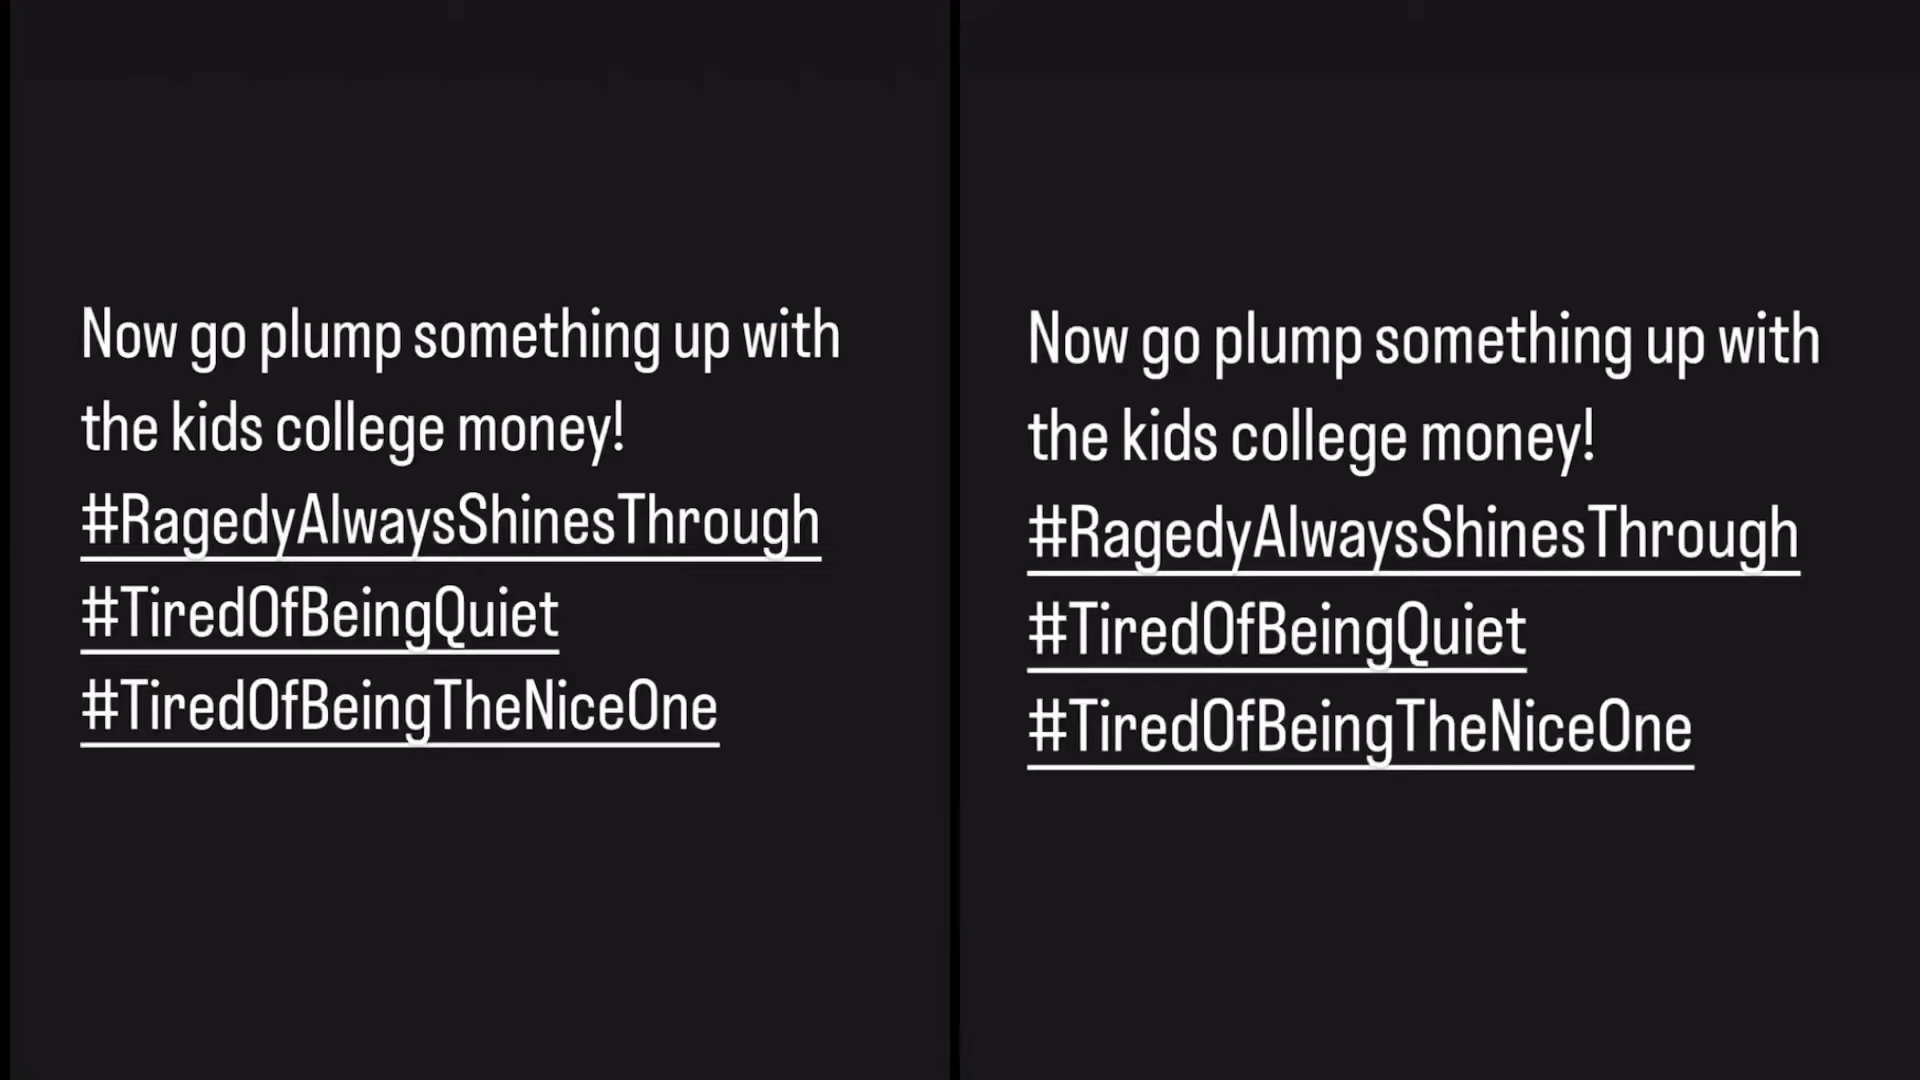 Now go plump something up with
the kids college money!
#RagedyAlwaysShinesThrough
#TiredOfBeingQuiet
#TiredOfBeingTheNiceOne
Now go plump something up with
the kids college money!
#RagedyAlwaysShinesThrough
#TiredOfBeingQuiet
#TiredOfBeingTheNiceOne